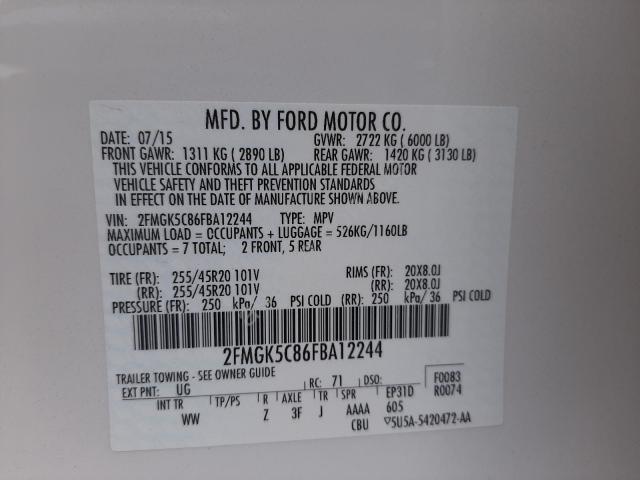 MFD. BY FORD MOTOR CO.
DATE: 07/15 GVWR: 2722 KG ( 6000 LB)
FRONT GAWR: 1311 KG ( 2890 LB) REAR GAWR: 1420 KG ( 3130 LB)
THIS VEHICLE CONFORMS TO ALL APPLICABLE FEDERAL MOTOR
VEHICLE SAFETY AND THEFT PREVENTION STANDARDS
IN EFFECT ON THE DATE OF MANUFACTURE SHOWN ABOVE.
VIN: 2FMGK5C86FBA12244 TYPE: MPV
MAXIMUM LOAD = OCCUPANTS + LUGGAGE = 526KG/1160LB
OCCUPANTS = 7 TOTAL; 2 FRONT, 5 REAR
TIRE (FR): 255/45R20 101V RIMS (FR): 20X8.0J
(RR): 255/45R20 101V (RR): 20X8.0J
PRESSURE (FR): 250 kPa/ 36 PSI COLD (RR): 250 kPa/ 36 PSI COLD
2FMGK5C86FBA12244
TRAILER TOWING - SEE OWNER GUIDE
EXT PNT: UG RC: 71 DSO: F0083
R0074
INT TR TP/PS R AXLE TR SPR EP31D
WW Z 3F J AAAA 605
CBU ▽5U5A-5420472-AA